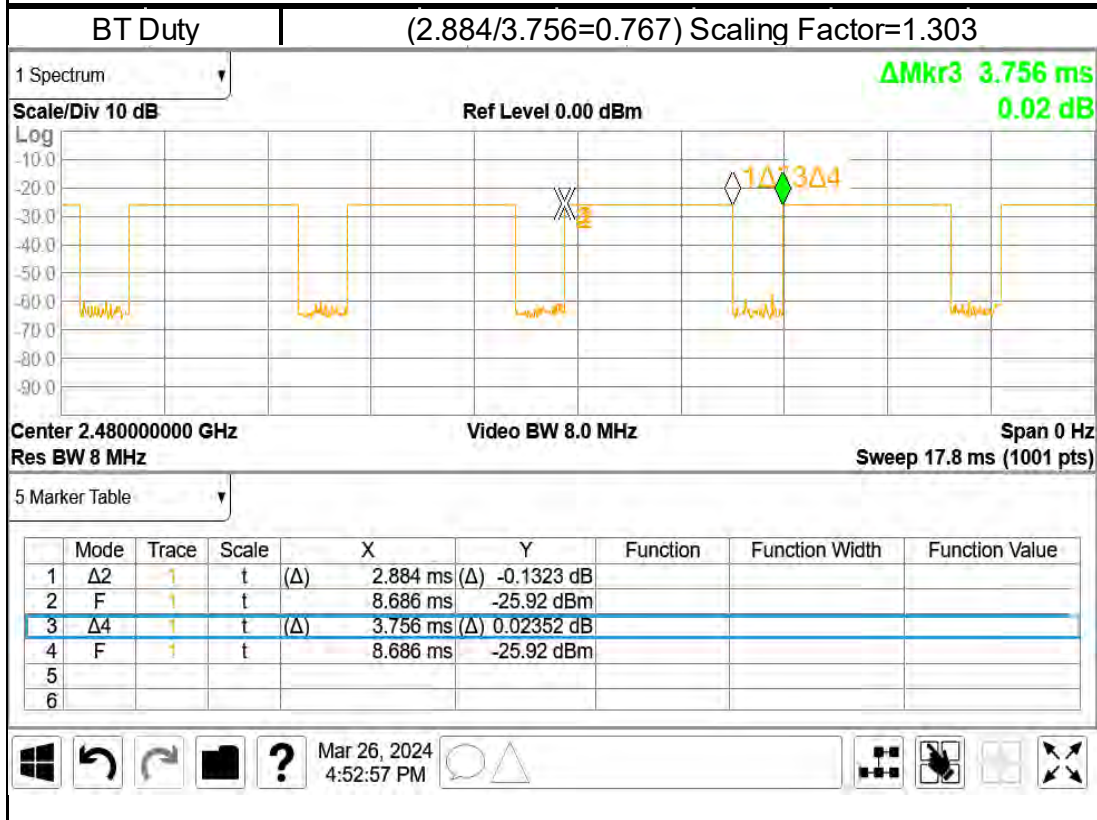 BT Duty (2.884/3.756=0.767) Scaling Factor=1.303
1 Spectrum ▼
ΔMkr3 3.756 ms
Scale/Div 10 dB Ref Level 0.00 dBm 0.02 dB
Log
-10.0
-20.0
-30.0
-40.0
-50.0
-60.0
-70.0
-80.0
-90.0
3Δ4
Center 2.480000000 GHz Video BW 8.0 MHz Span 0 Hz
Res BW 8 MHz Sweep 17.8 ms (1001 pts)
5 Marker Table ▼
Mode Trace Scale X Y Function Function Width Function Value
1 Δ2 1 t (Δ) 2.884 ms (Δ) -0.1323 dB
2 F 1 t 8.686 ms -25.92 dBm
3 Δ4 1 t (Δ) 3.756 ms (Δ) 0.02352 dB
4 F 1 t 8.686 ms -25.92 dBm
5
6
? Mar 26, 2024
4:52:57 PM